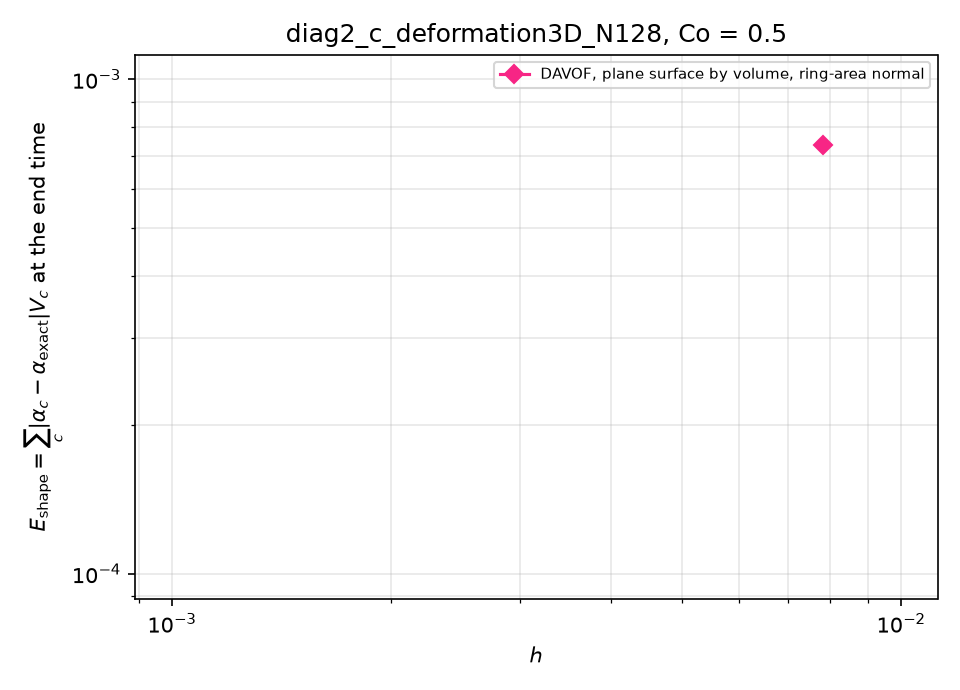 diag2_c_deformation3D_N128, Co = 0.5
DAVOF, plane surface by volume, ring-area normal
10⁻³
10⁻⁴
E_shape = ∑_c |α_c − α_exact|V_c at the end time
10⁻³
10⁻²
h